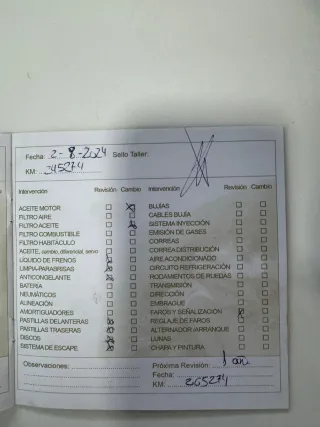 Fecha: 2-8-2024 Sello Taller:
KM: 245274
Intervención Revisión Cambio Intervención Revisión Cambio
ACEITE MOTOR BUJÍAS
FILTRO AIRE CABLES BUJÍA
FILTRO ACEITE SISTEMA INYECCIÓN
FILTRO COMBUSTIBLE EMISIÓN DE GASES
FILTRO HABITÁCULO CORREAS
ACEITE, cambio, diferencial, servo CORREA DISTRIBUCIÓN
LÍQUIDO DE FRENOS AIRE ACONDICIONADO
LIMPIA-PARABRISAS CIRCUITO REFRIGERACIÓN
ANTICONGELANTE RODAMIENTOS DE RUEDAS
BATERÍA TRANSMISIÓN
NEUMÁTICOS DIRECCIÓN
ALINEACIÓN EMBRAGUE
AMORTIGUADORES FAROS Y SEÑALIZACIÓN
PASTILLAS DELANTERAS REGLAJE DE FAROS
PASTILLAS TRASERAS ALTERNADOR /ARRANQUE
DISCOS LUNAS
SISTEMA DE ESCAPE CHAPA Y PINTURA
Observaciones: Próxima Revisión: 1 año
Fecha:
KM: 265274